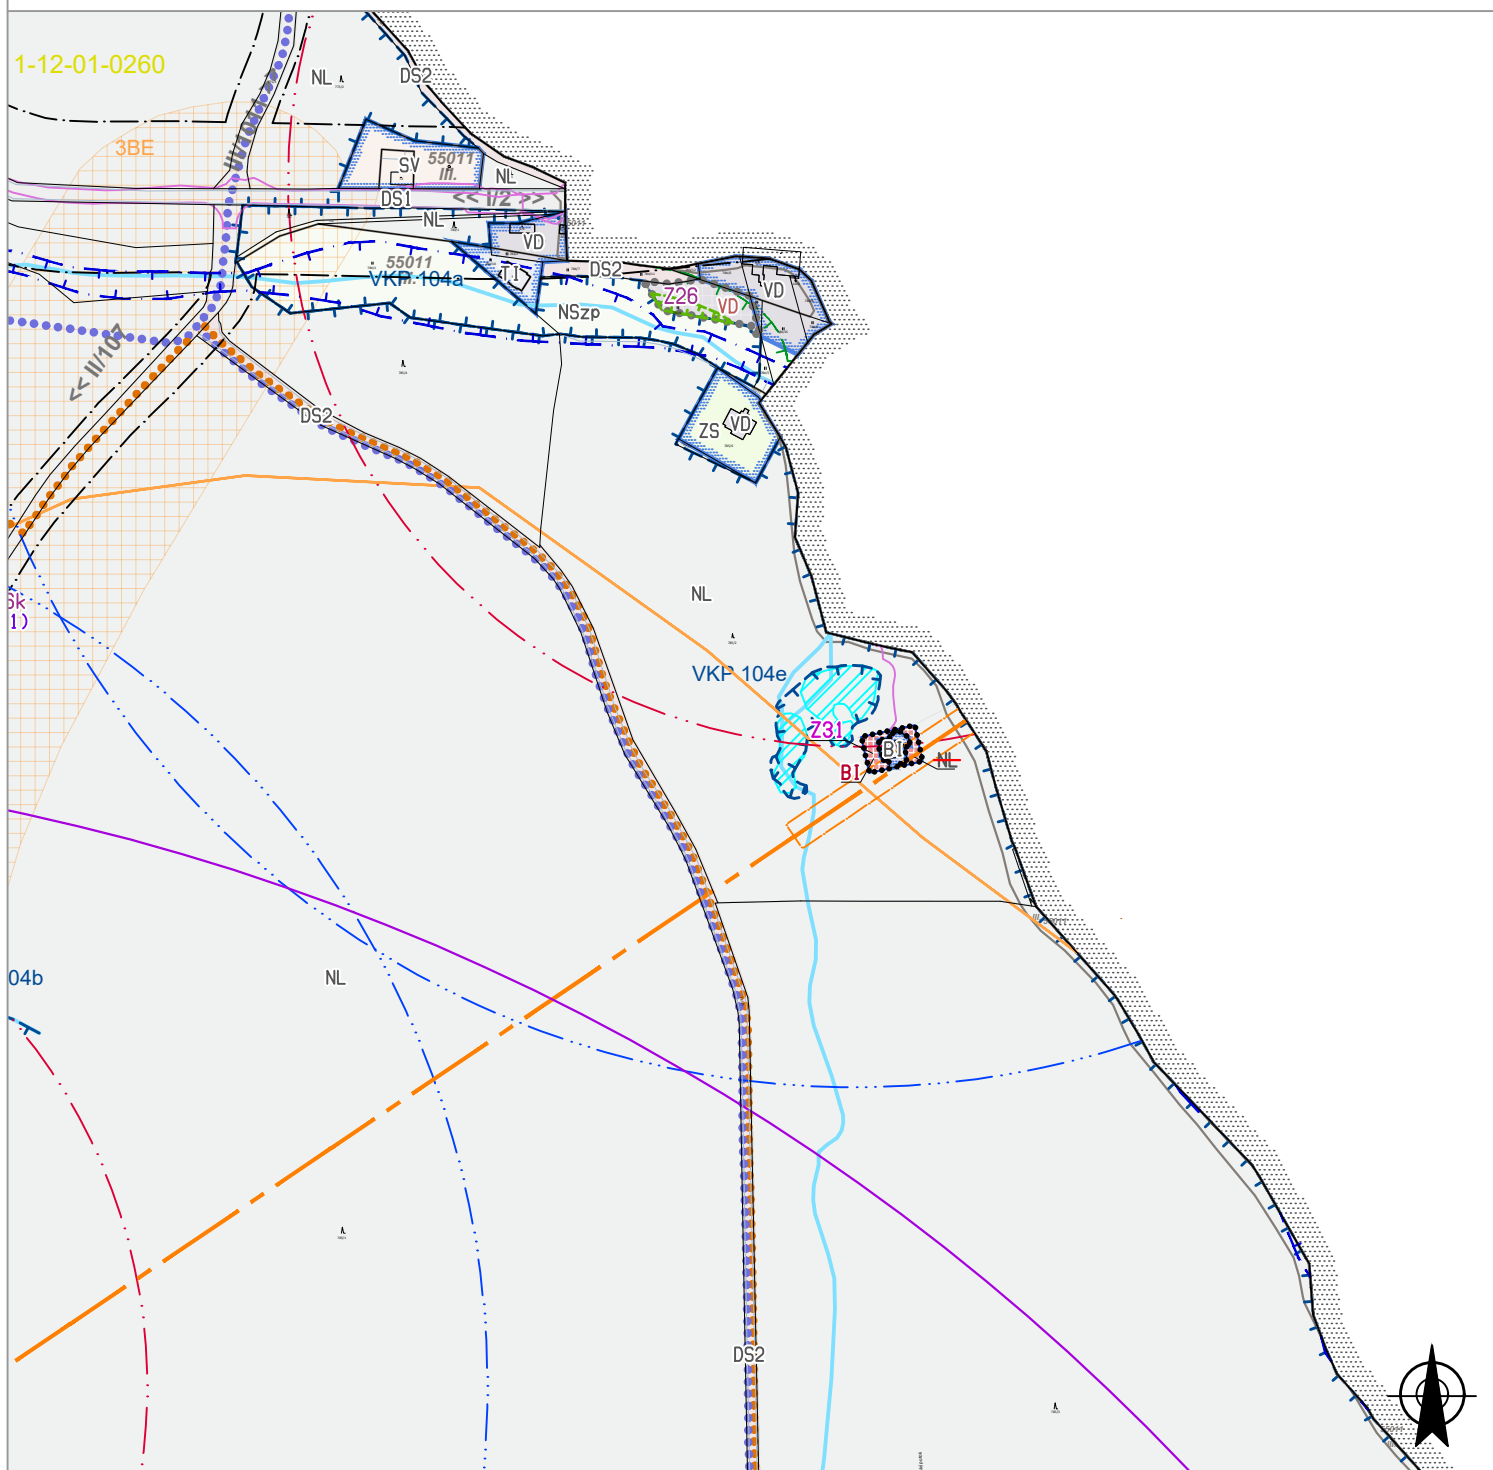 1-12-01-0260
NL
DS2
3BE
SV
55011
III.
NL
DS1
<< I/2 >>
NL
VD
55011
VKP 104a
TI
DS2
NSzp
Z26
VD
VD
<< II/107
DS2
ZS
VD
NL
1)
VKP 104e
Z31
BI
BI
NL
04b
NL
DS2